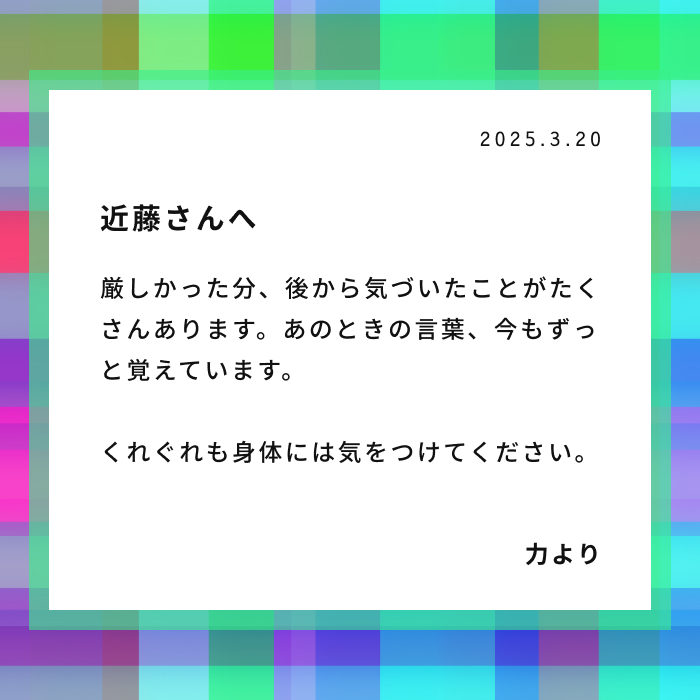 2025.3.20
近藤さんへ
厳しかった分、後から気づいたことがたく
さんあります。あのときの言葉、今もずっ
と覚えています。
くれぐれも身体には気をつけてください。
力より